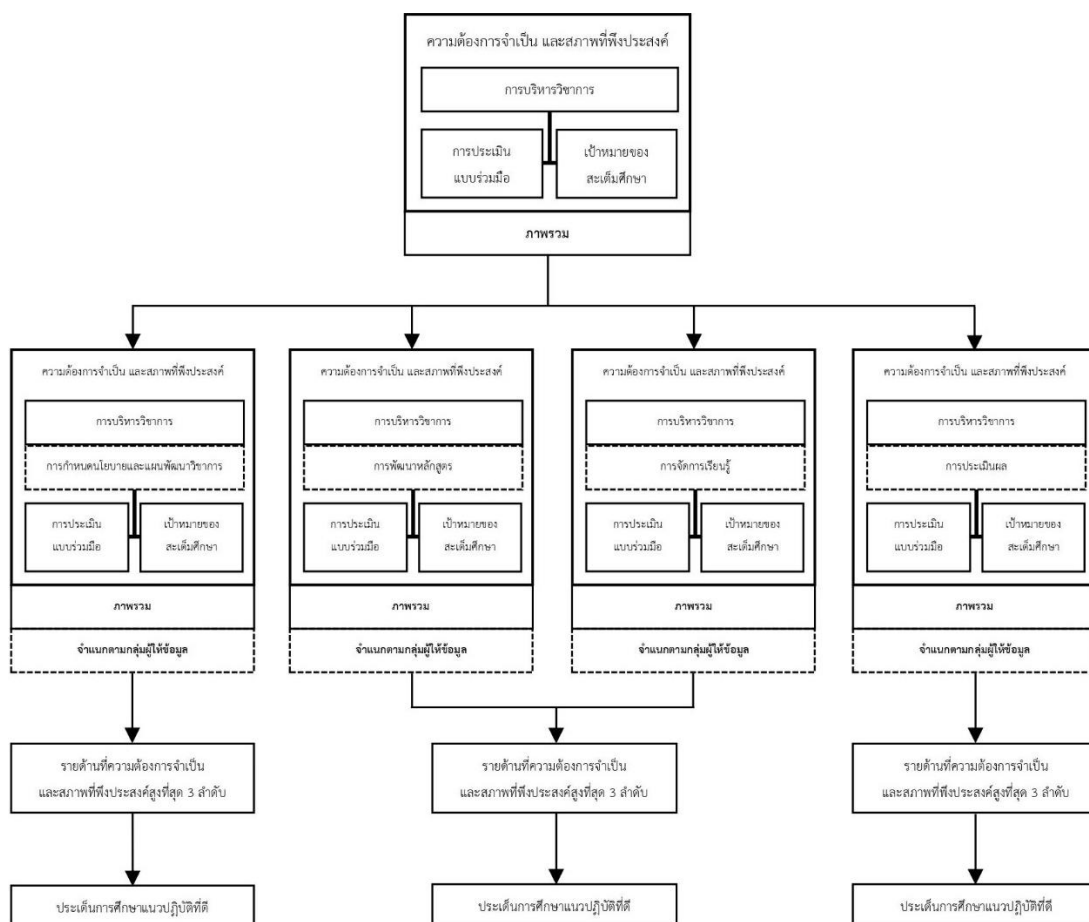 ความต้องการจำเป็น และสภาพที่พึงประสงค์
การบริหารวิชาการ
การประเมิน
แบบร่วมมือ
เป้าหมายของ
สะเต็มศึกษา
ภาพรวม
ความต้องการจำเป็น และสภาพที่พึงประสงค์
การบริหารวิชาการ
การกำหนดนโยบายและแผนพัฒนาวิชาการ
การประเมิน
แบบร่วมมือ
เป้าหมายของ
สะเต็มศึกษา
ภาพรวม
จำแนกตามกลุ่มผู้ให้ข้อมูล
ความต้องการจำเป็น และสภาพที่พึงประสงค์
การบริหารวิชาการ
การพัฒนาหลักสูตร
การประเมิน
แบบร่วมมือ
เป้าหมายของ
สะเต็มศึกษา
ภาพรวม
จำแนกตามกลุ่มผู้ให้ข้อมูล
ความต้องการจำเป็น และสภาพที่พึงประสงค์
การบริหารวิชาการ
การจัดการเรียนรู้
การประเมิน
แบบร่วมมือ
เป้าหมายของ
สะเต็มศึกษา
ภาพรวม
จำแนกตามกลุ่มผู้ให้ข้อมูล
ความต้องการจำเป็น และสภาพที่พึงประสงค์
การบริหารวิชาการ
การประเมินผล
การประเมิน
แบบร่วมมือ
เป้าหมายของ
สะเต็มศึกษา
ภาพรวม
จำแนกตามกลุ่มผู้ให้ข้อมูล
รายด้านที่ความต้องการจำเป็น
และสภาพที่พึงประสงค์สูงที่สุด 3 ลำดับ
รายด้านที่ความต้องการจำเป็น
และสภาพที่พึงประสงค์สูงที่สุด 3 ลำดับ
รายด้านที่ความต้องการจำเป็น
และสภาพที่พึงประสงค์สูงที่สุด 3 ลำดับ
ประเด็นการศึกษาแนวปฏิบัติที่ดี
ประเด็นการศึกษาแนวปฏิบัติที่ดี
ประเด็นการศึกษาแนวปฏิบัติที่ดี